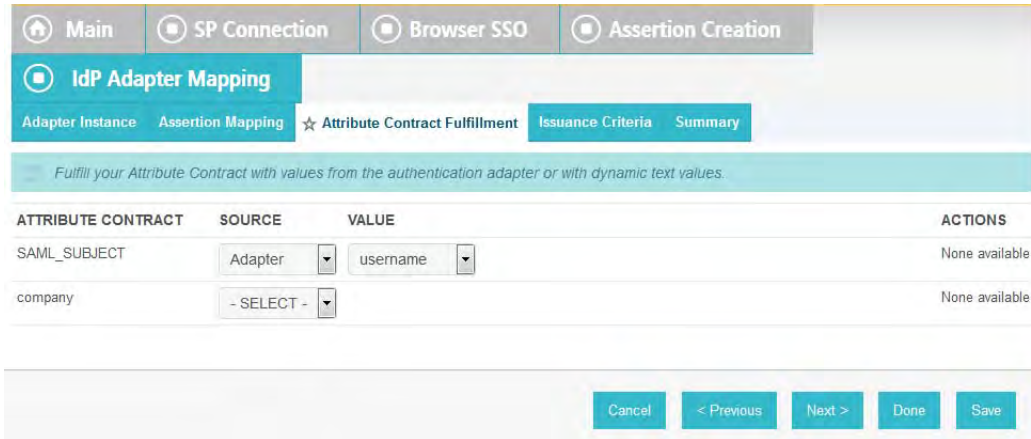 Main SP Connection Browser SSO Assertion Creation
IdP Adapter Mapping
Adapter Instance Assertion Mapping Attribute Contract Fulfillment Issuance Criteria Summary
Fulfill your Attribute Contract with values from the authentication adapter or with dynamic text values.
ATTRIBUTE CONTRACT SOURCE VALUE ACTIONS
SAML_SUBJECT Adapter username None available
company - SELECT - None available
Cancel < Previous Next > Done Save